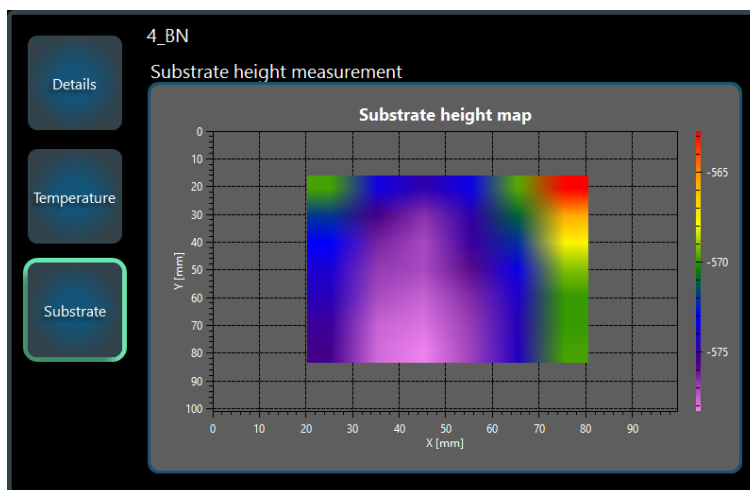 4_BN
Details
Substrate height measurement
Substrate height map
0
10
20
30
40
50
60
70
80
90
100
Y [mm]
0 10 20 30 40 50 60 70 80 90
X [mm]
-565
-570
-575
Temperature
Substrate